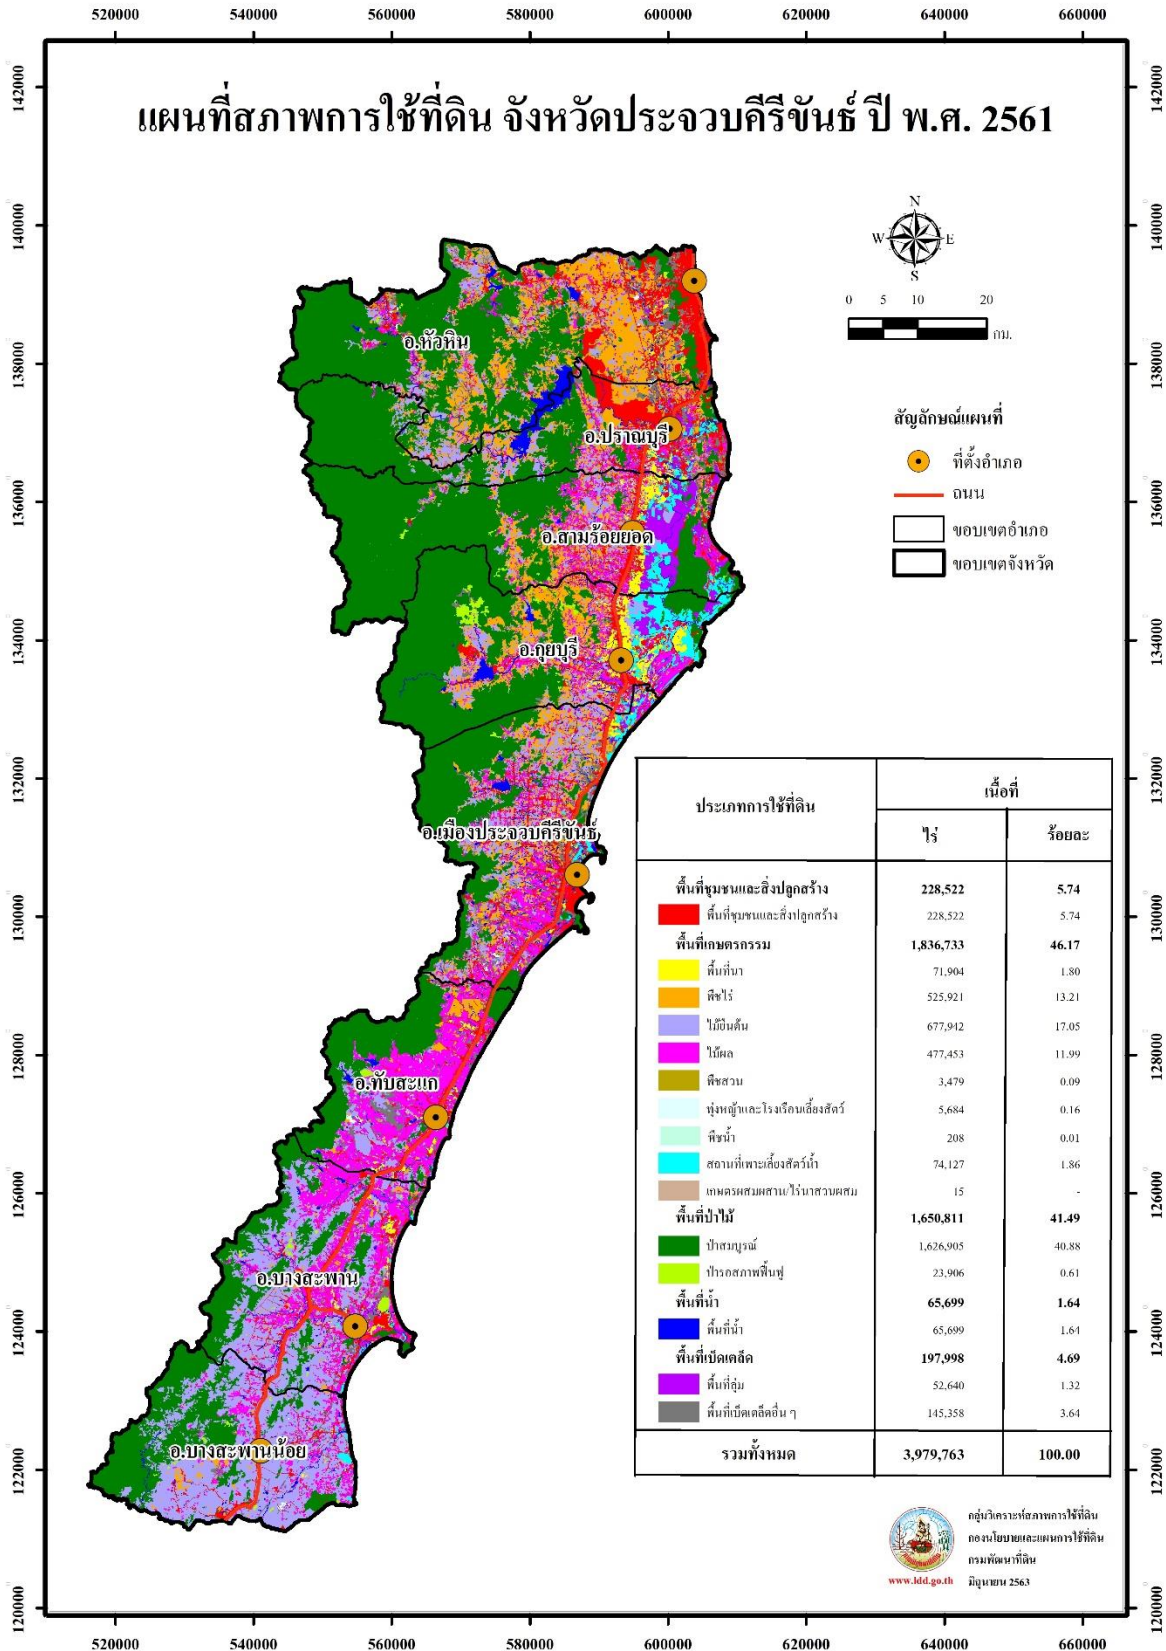 520000 540000 560000 580000 600000 620000 640000 660000
แผนที่สภาพการใช้ที่ดิน จังหวัดประจวบคีรีขันธ์ ปี พ.ศ. 2561
142000 142000
140000 140000
138000 138000
136000 136000
134000 134000
132000 132000
130000 130000
128000 128000
126000 126000
124000 124000
122000 122000
120000 120000
N
W E
S
0 5 10 20
กม.
สัญลักษณ์แผนที่
ที่ตั้งอำเภอ
ถนน
ขอบเขตอำเภอ
ขอบเขตจังหวัด
อ.หัวหิน
อ.ปราณบุรี
อ.สามร้อยยอด
อ.กุยบุรี
อ.เมืองประจวบคีรีขันธ์
อ.ทับสะแก
อ.บางสะพาน
อ.บางสะพานน้อย
ประเภทการใช้ที่ดิน เนื้อที่
ไร่ ร้อยละ
พื้นที่ชุมชนและสิ่งปลูกสร้าง 228,522 5.74
พื้นที่ชุมชนและสิ่งปลูกสร้าง 228,522 5.74
พื้นที่เกษตรกรรม 1,836,733 46.17
พื้นที่นา 71,904 1.80
พืชไร่ 525,921 13.21
ไม้ยืนต้น 677,942 17.05
ไม้ผล 477,453 11.99
พืชสวน 3,479 0.09
ทุ่งหญ้าและโรงเรือนเลี้ยงสัตว์ 5,684 0.16
พืชน้ำ 208 0.01
สถานที่เพาะเลี้ยงสัตว์น้ำ 74,127 1.86
เกษตรผสมผสาน/ไร่นาสวนผสม 15 -
พื้นที่ป่าไม้ 1,650,811 41.49
ป่าสมบูรณ์ 1,626,905 40.88
ป่ารอสภาพฟื้นฟู 23,906 0.61
พื้นที่น้ำ 65,699 1.64
พื้นที่น้ำ 65,699 1.64
พื้นที่เบ็ดเตล็ด 197,998 4.69
พื้นที่ลุ่ม 52,640 1.32
พื้นที่เบ็ดเตล็ดอื่น ๆ 145,358 3.64
รวมทั้งหมด 3,979,763 100.00
กลุ่มวิเคราะห์สภาพการใช้ที่ดิน
กองนโยบายและแผนการใช้ที่ดิน
กรมพัฒนาที่ดิน
มิถุนายน 2563
www.ldd.go.th
520000 540000 560000 580000 600000 620000 640000 660000